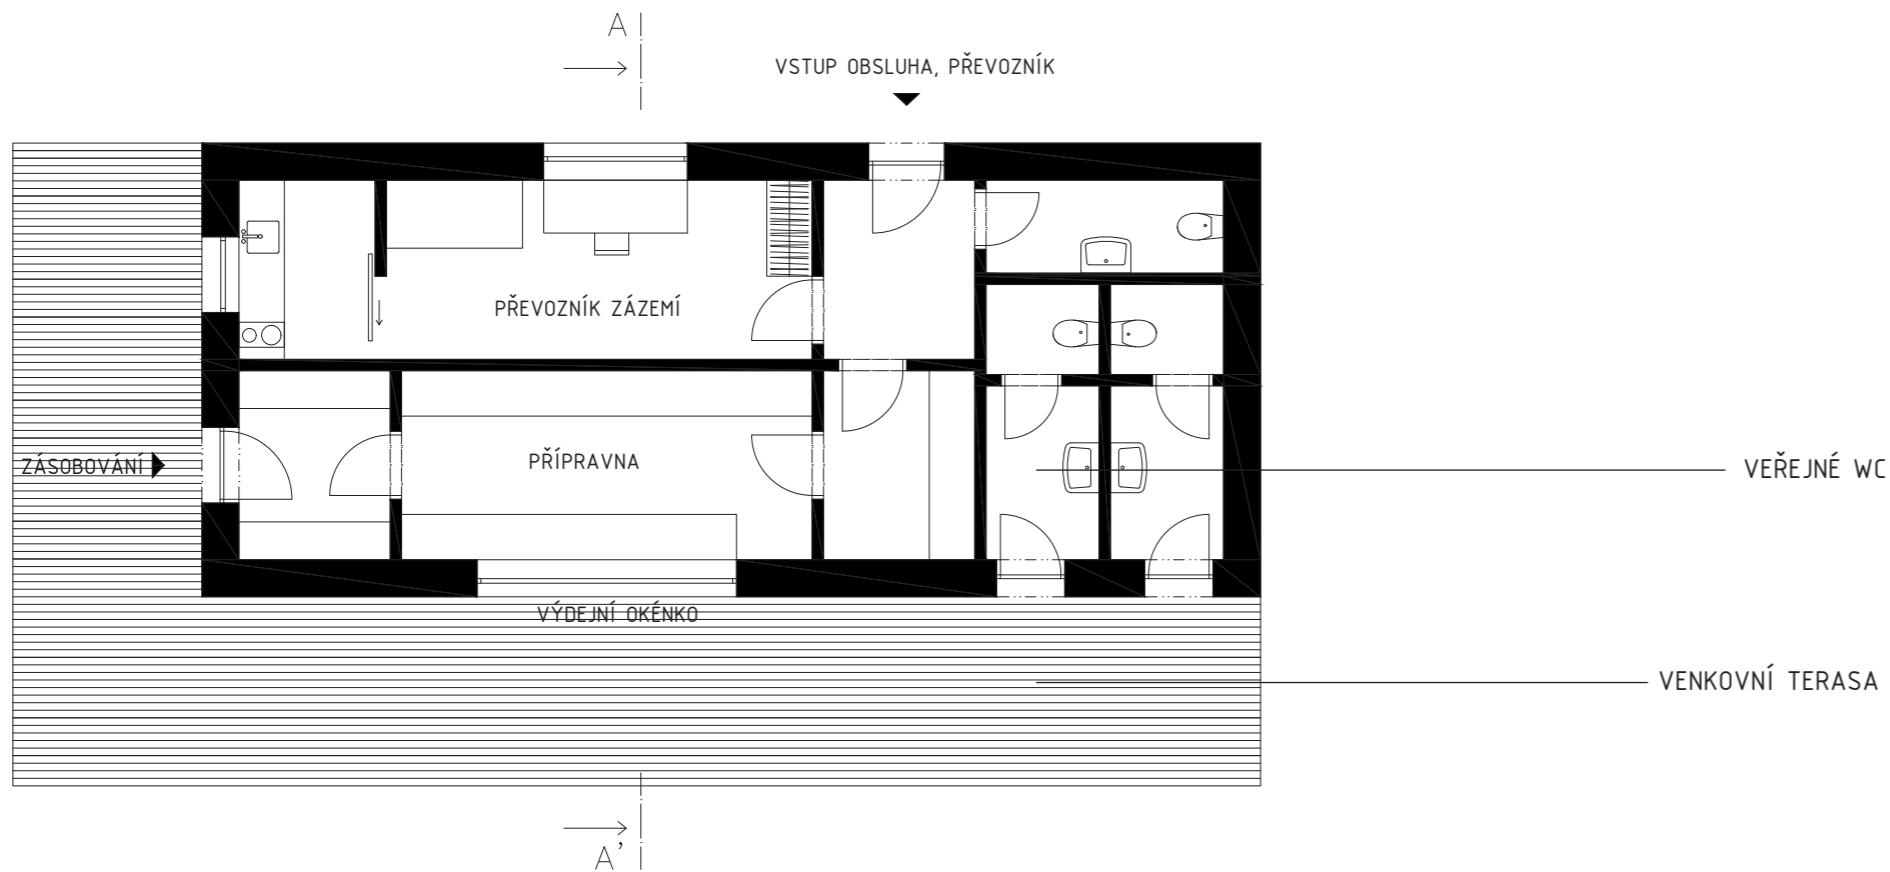 A
VSTUP OBSLUHA, PŘEVOZNÍK
PŘEVOZNÍK ZÁZEMÍ
ZÁSOBOVÁNÍ
PŘÍPRAVNA
VEŘEJNÉ WC
VÝDEJNÍ OKÉNKO
VENKOVNÍ TERASA
A'